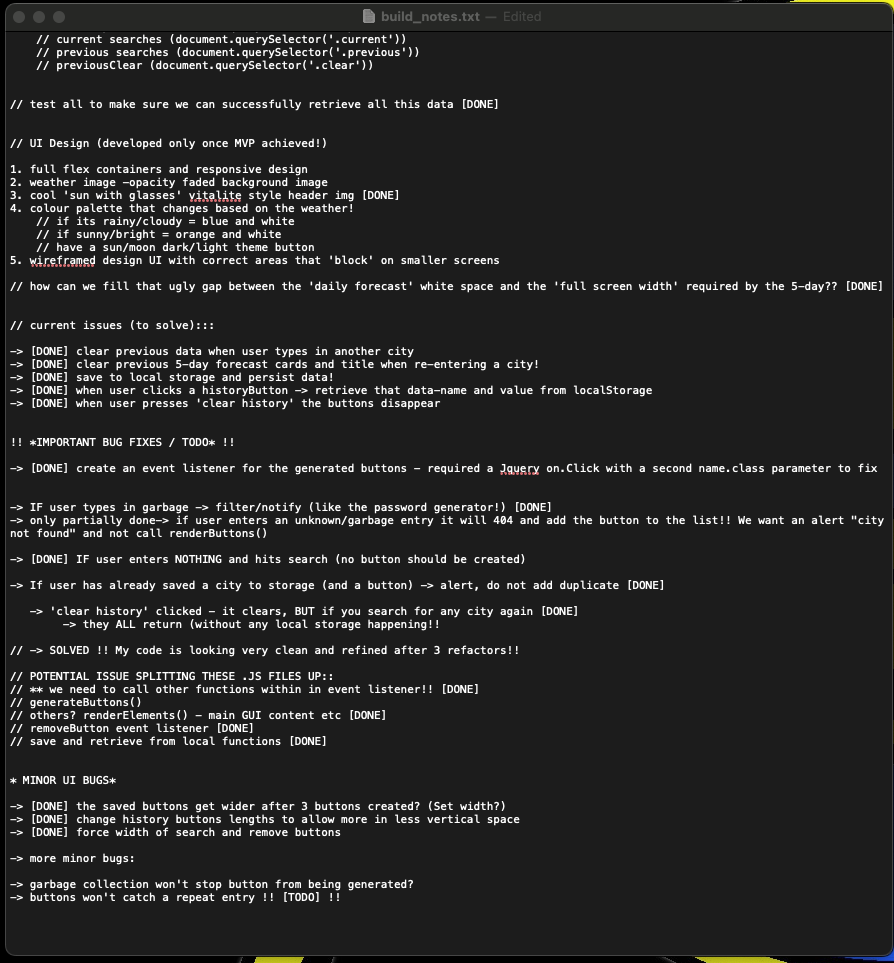 build_notes.txt — Edited
// current searches (document.querySelector('.current'))
// previous searches (document.querySelector('.previous'))
// previousClear (document.querySelector('.clear'))
// test all to make sure we can successfully retrieve all this data [DONE]
// UI Design (developed only once MVP achieved!)
1. full flex containers and responsive design
2. weather image -opacity faded background image
3. cool 'sun with glasses' vitalite style header img [DONE]
4. colour palette that changes based on the weather!
// if its rainy/cloudy = blue and white
// if sunny/bright = orange and white
// have a sun/moon dark/light theme button
5. wireframed design UI with correct areas that 'block' on smaller screens
// how can we fill that ugly gap between the 'daily forecast' white space and the 'full screen width' required by the 5-day?? [DONE]
// current issues (to solve):::
-> [DONE] clear previous data when user types in another city
-> [DONE] clear previous 5-day forecast cards and title when re-entering a city!
-> [DONE] save to local storage and persist data!
-> [DONE] when user clicks a historyButton -> retrieve that data-name and value from localStorage
-> [DONE] when user presses 'clear history' the buttons disappear
!! *IMPORTANT BUG FIXES / TODO* !!
-> [DONE] create an event listener for the generated buttons - required a Jquery on.Click with a second name.class parameter to fix
-> IF user types in garbage -> filter/notify (like the password generator!) [DONE]
-> only partially done-> if user enters an unknown/garbage entry it will 404 and add the button to the list!! We want an alert "city
not found" and not call renderButtons()
-> [DONE] IF user enters NOTHING and hits search (no button should be created)
-> If user has already saved a city to storage (and a button) -> alert, do not add duplicate [DONE]
-> 'clear history' clicked - it clears, BUT if you search for any city again [DONE]
-> they ALL return (without any local storage happening!!
// -> SOLVED !! My code is looking very clean and refined after 3 refactors!!
// POTENTIAL ISSUE SPLITTING THESE .JS FILES UP::
// ** we need to call other functions within in event listener!! [DONE]
// generateButtons()
// others? renderElements() - main GUI content etc [DONE]
// removeButton event listener [DONE]
// save and retrieve from local functions [DONE]
* MINOR UI BUGS*
-> [DONE] the saved buttons get wider after 3 buttons created? (Set width?)
-> [DONE] change history buttons lengths to allow more in less vertical space
-> [DONE] force width of search and remove buttons
-> more minor bugs:
-> garbage collection won't stop button from being generated?
-> buttons won't catch a repeat entry !! [TODO] !!